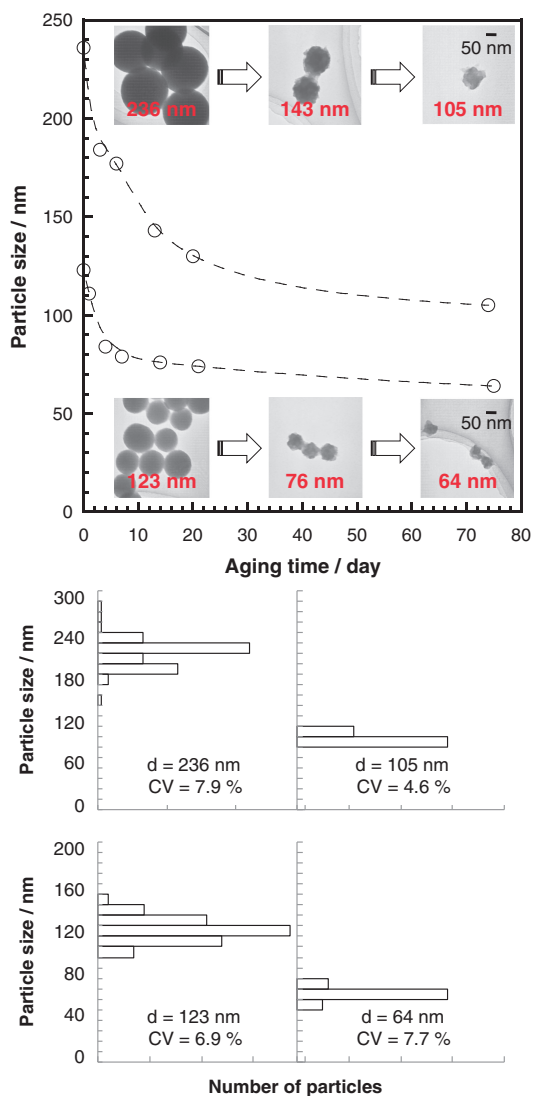 250
200
150
100
50
0
Particle size / nm
236 nm
143 nm
50 nm
105 nm
123 nm
76 nm
50 nm
64 nm
0 10 20 30 40 50 60 70 80
Aging time / day
300
240
180
120
60
0
Particle size / nm
d = 236 nm
CV = 7.9 %
d = 105 nm
CV = 4.6 %
200
160
120
80
40
0
Particle size / nm
d = 123 nm
CV = 6.9 %
d = 64 nm
CV = 7.7 %
Number of particles